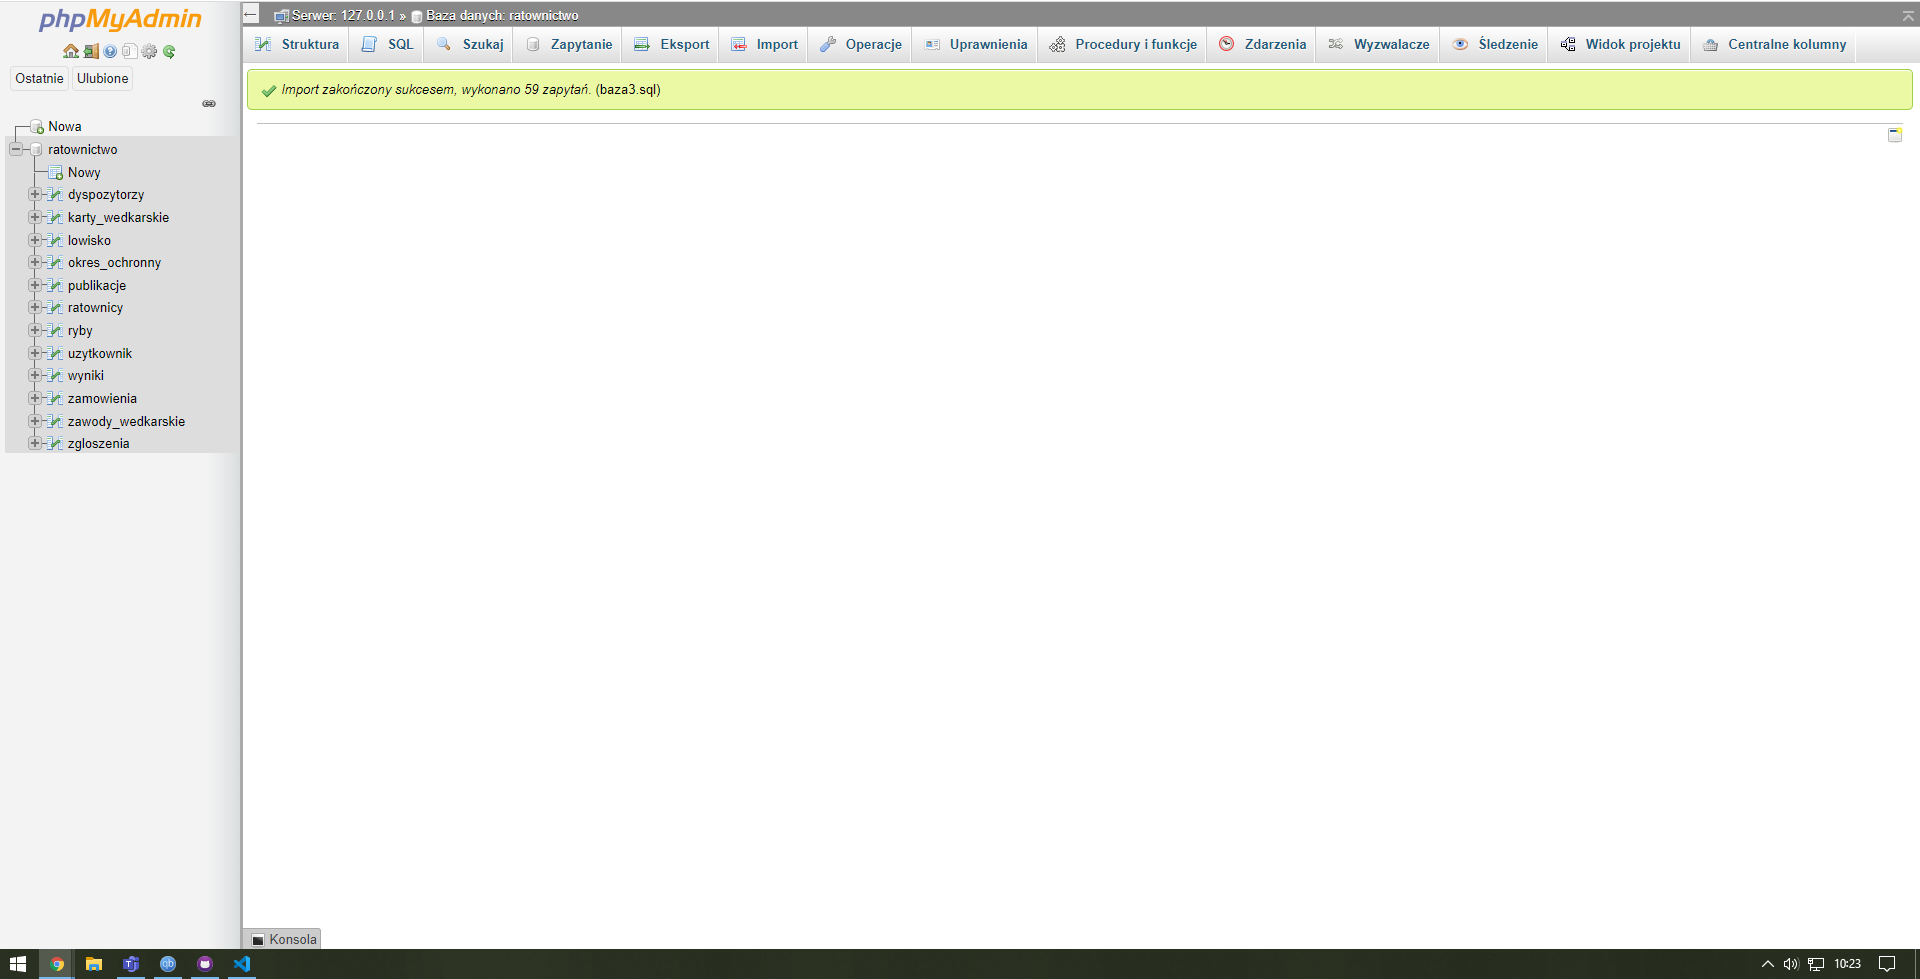 phpMyAdmin
Ostatnie Ulubione
Nowa
ratownictwo
Nowy
dyspozytorzy
karty_wedkarskie
lowisko
okres_ochronny
publikacje
ratownicy
ryby
uzytkownik
wyniki
zamowienia
zawody_wedkarskie
zgloszenia
Serwer: 127.0.0.1 » Baza danych: ratownictwo
Struktura SQL Szukaj Zapytanie Eksport Import Operacje Uprawnienia Procedury i funkcje Zdarzenia Wyzwalacze Śledzenie Widok projektu Centralne kolumny
Import zakończony sukcesem, wykonano 59 zapytań. (baza3.sql)
Konsola
qb
10:23